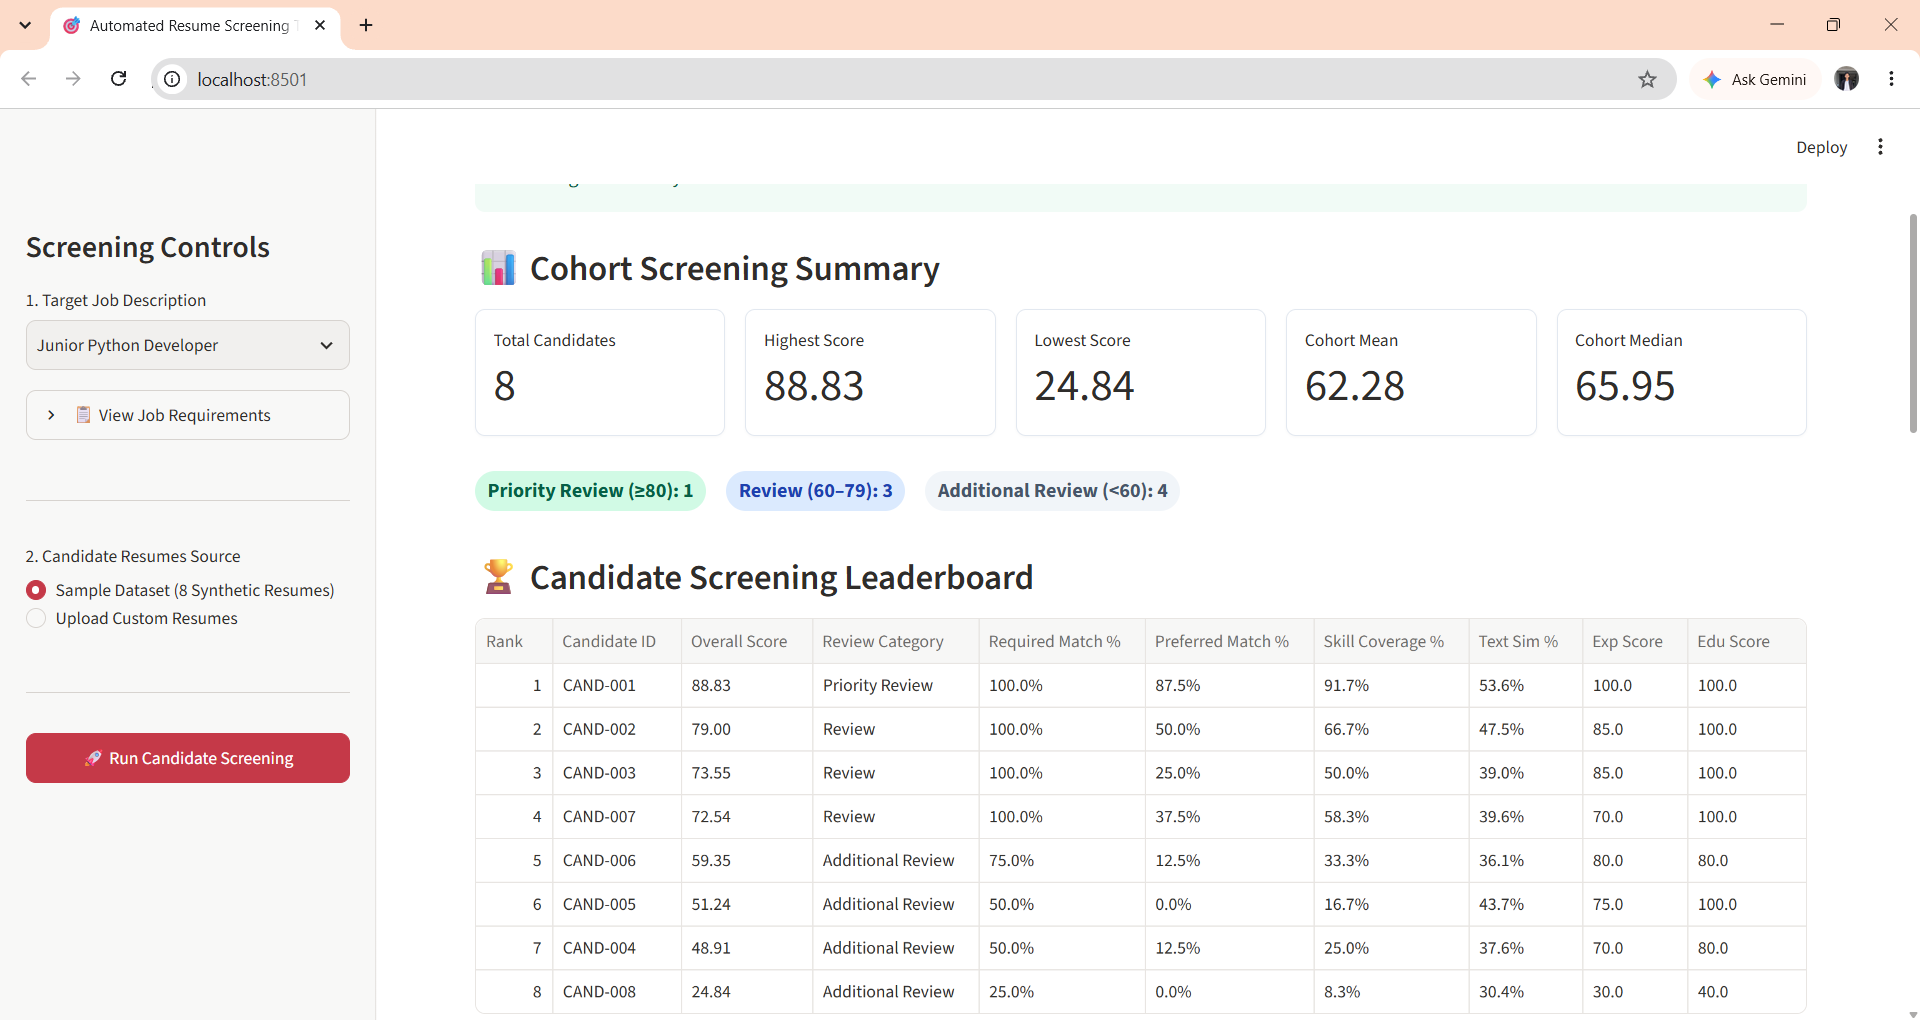 Automated Resume Screening T
localhost:8501
Ask Gemini
Deploy
Screening Controls
1. Target Job Description
Junior Python Developer
View Job Requirements
2. Candidate Resumes Source
Sample Dataset (8 Synthetic Resumes)
Upload Custom Resumes
Run Candidate Screening
Cohort Screening Summary
Total Candidates Highest Score Lowest Score Cohort Mean Cohort Median
8 88.83 24.84 62.28 65.95
Priority Review (≥80): 1 Review (60–79): 3 Additional Review (<60): 4
Candidate Screening Leaderboard
Rank Candidate ID Overall Score Review Category Required Match % Preferred Match % Skill Coverage % Text Sim % Exp Score Edu Score
1 CAND-001 88.83 Priority Review 100.0% 87.5% 91.7% 53.6% 100.0 100.0
2 CAND-002 79.00 Review 100.0% 50.0% 66.7% 47.5% 85.0 100.0
3 CAND-003 73.55 Review 100.0% 25.0% 50.0% 39.0% 85.0 100.0
4 CAND-007 72.54 Review 100.0% 37.5% 58.3% 39.6% 70.0 100.0
5 CAND-006 59.35 Additional Review 75.0% 12.5% 33.3% 36.1% 80.0 80.0
6 CAND-005 51.24 Additional Review 50.0% 0.0% 16.7% 43.7% 75.0 100.0
7 CAND-004 48.91 Additional Review 50.0% 12.5% 25.0% 37.6% 70.0 80.0
8 CAND-008 24.84 Additional Review 25.0% 0.0% 8.3% 30.4% 30.0 40.0